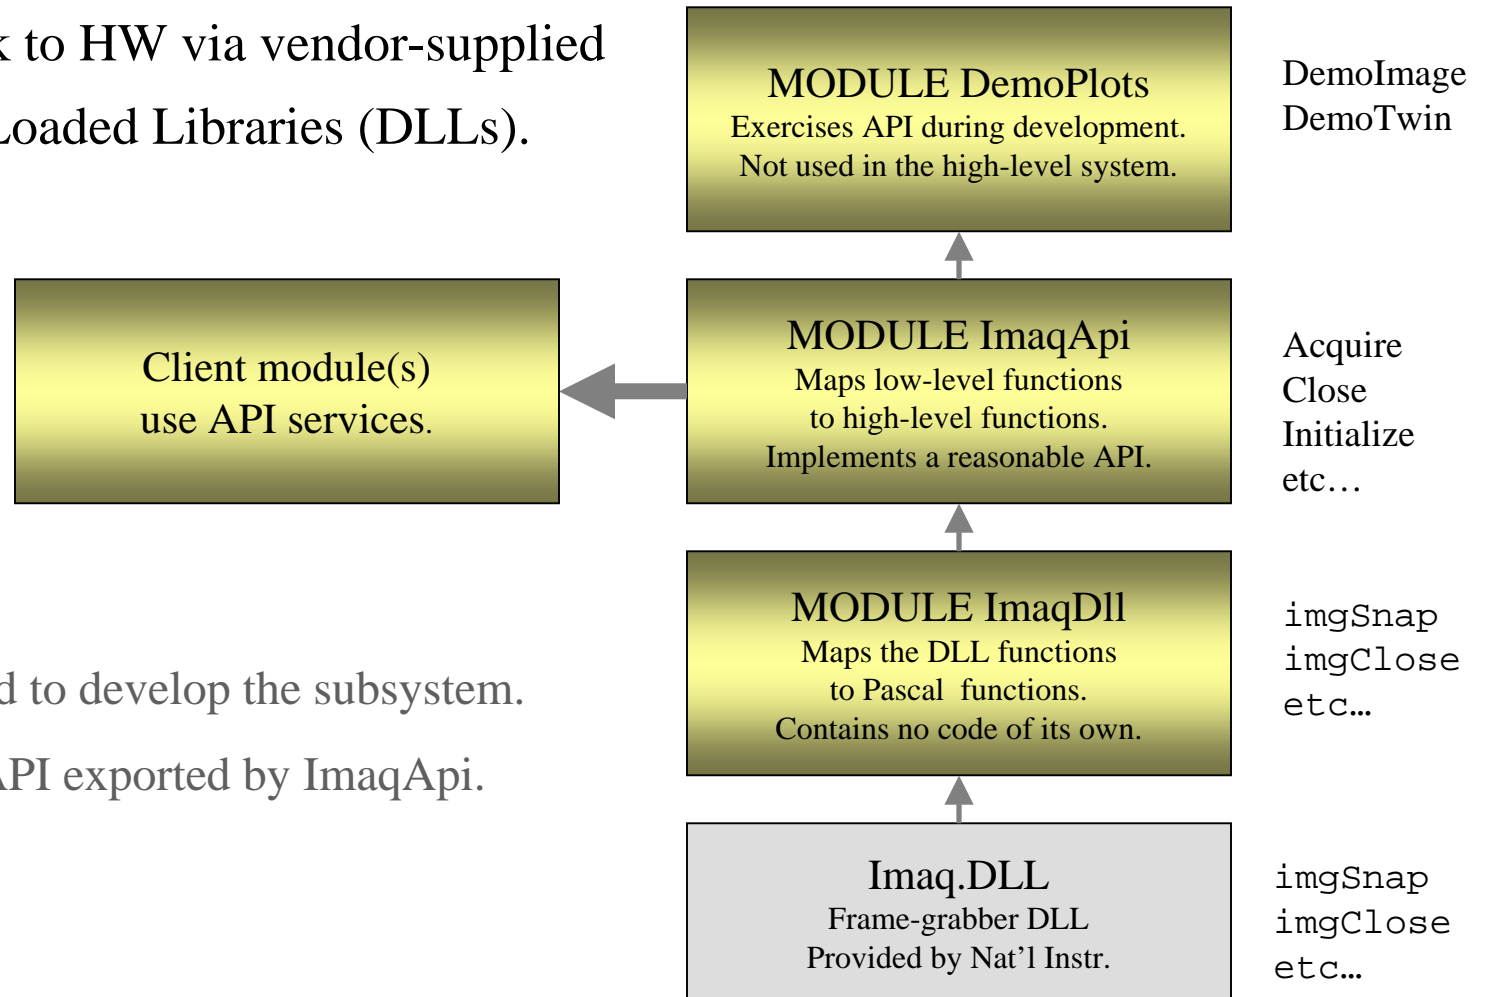 k to HW via vendor-supplied
Loaded Libraries (DLLs).
MODULE DemoPlots
Exercises API during development.
Not used in the high-level system.
DemoImage
DemoTwin
Client module(s)
use API services.
MODULE ImaqApi
Maps low-level functions
to high-level functions.
Implements a reasonable API.
Acquire
Close
Initialize
etc…
d to develop the subsystem.
API exported by ImaqApi.
MODULE ImaqDll
Maps the DLL functions
to Pascal functions.
Contains no code of its own.
imgSnap
imgClose
etc…
Imaq.DLL
Frame-grabber DLL
Provided by Nat’l Instr.
imgSnap
imgClose
etc…